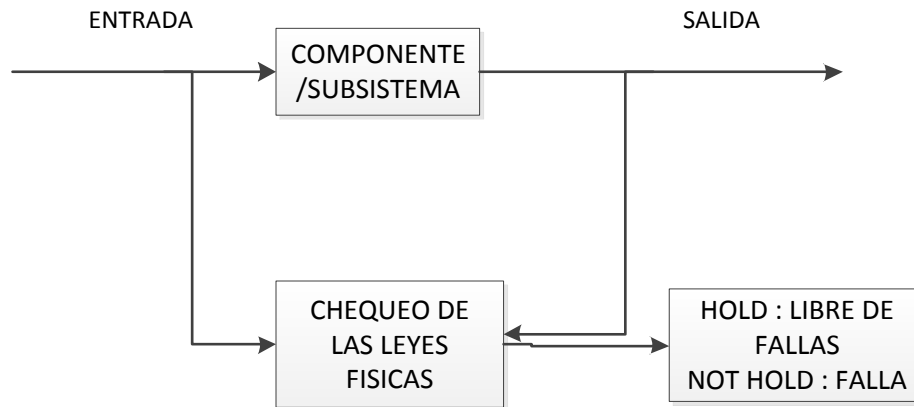 ENTRADA
SALIDA
COMPONENTE
/SUBSISTEMA
CHEQUEO DE
LAS LEYES
FISICAS
HOLD : LIBRE DE
FALLAS
NOT HOLD : FALLA